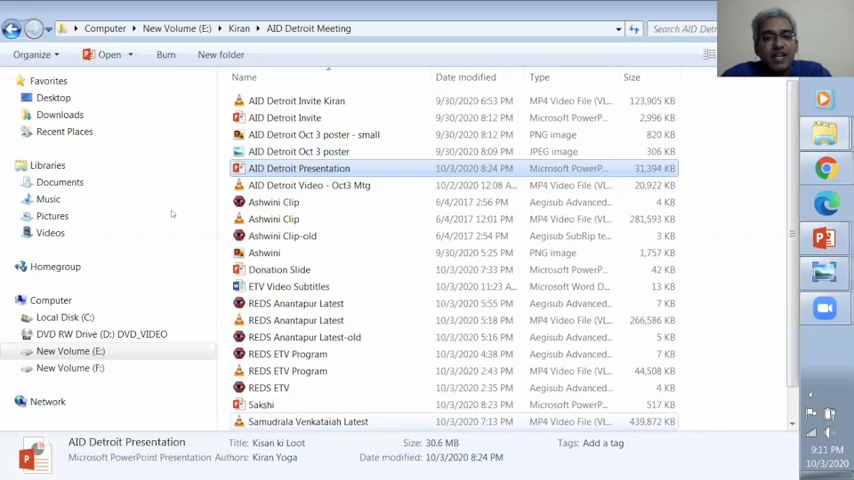 Computer New Volume (E:) Kiran AID Detroit Meeting Search AID Detr
Organize Open Burn New folder
Name Date modified Type Size
Favorites
Desktop
Downloads
Recent Places
Libraries
Documents
Music
Pictures
Videos
Homegroup
Computer
Local Disk (C:)
DVD RW Drive (D:) DVD_VIDEO
New Volume (E:)
New Volume (F:)
Network
AID Detroit Invite Kiran 9/30/2020 6:53 PM MP4 Video File (VL... 123,905 KB
AID Detroit Invite 9/30/2020 8:12 PM Microsoft PowerP... 2,996 KB
AID Detroit Oct 3 poster - small 9/30/2020 8:12 PM PNG image 820 KB
AID Detroit Oct 3 poster 9/30/2020 8:09 PM JPEG image 306 KB
AID Detroit Presentation 10/3/2020 8:24 PM Microsoft PowerP... 31,394 KB
AID Detroit Video - Oct3 Mtg 10/2/2020 12:08 A... MP4 Video File (VL... 20,922 KB
Ashwini Clip 6/4/2017 2:56 PM Aegisub Advanced... 4 KB
Ashwini Clip 6/4/2017 12:01 PM MP4 Video File (VL... 281,593 KB
Ashwini Clip-old 6/4/2017 2:54 PM Aegisub SubRip te... 3 KB
Ashwini 9/30/2020 5:25 PM PNG image 1,757 KB
Donation Slide 10/3/2020 7:33 PM Microsoft PowerP... 42 KB
ETV Video Subtitles 10/3/2020 11:23 A... Microsoft Word D... 13 KB
REDS Anantapur Latest 10/3/2020 5:55 PM Aegisub Advanced... 7 KB
REDS Anantapur Latest 10/3/2020 5:18 PM MP4 Video File (VL... 266,586 KB
REDS Anantapur Latest-old 10/3/2020 5:16 PM Aegisub Advanced... 5 KB
REDS ETV Program 10/3/2020 4:38 PM Aegisub Advanced... 7 KB
REDS ETV Program 10/3/2020 2:21 PM MP4 Video File (VL... 44,508 KB
REDS ETV 10/3/2020 2:35 PM Aegisub Advanced... 7 KB
Sakshi 10/3/2020 8:23 PM Microsoft PowerP... 517 KB
Samudrala Venkataiah Latest 10/3/2020 7:13 PM MP4 Video File (VL... 439,872 KB
AID Detroit Presentation Title: Kisan ki Loot Size: 30.6 MB Tags: Add a tag
Microsoft PowerPoint Presentation Authors: Kiran Yoga Date modified: 10/3/2020 8:24 PM
9:11 PM
10/3/2020